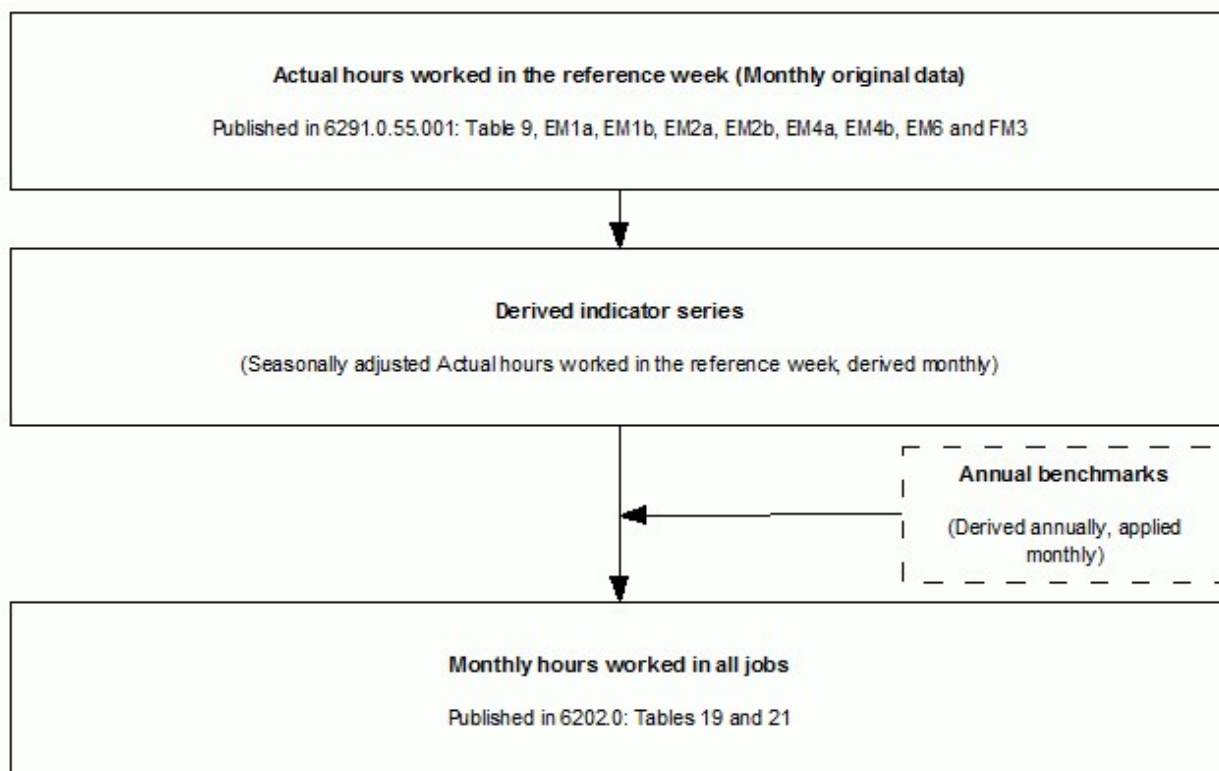 Actual hours worked in the reference week (Monthly original data)
Published in 6291.0.55.001: Table 9, EM1a, EM1b, EM2a, EM2b, EM4a, EM4b, EM6 and FM3
Derived indicator series
(Seasonally adjusted Actual hours worked in the reference week, derived monthly)
Annual benchmarks
(Derived annually, applied
monthly)
Monthly hours worked in all jobs
Published in 6202.0: Tables 19 and 21